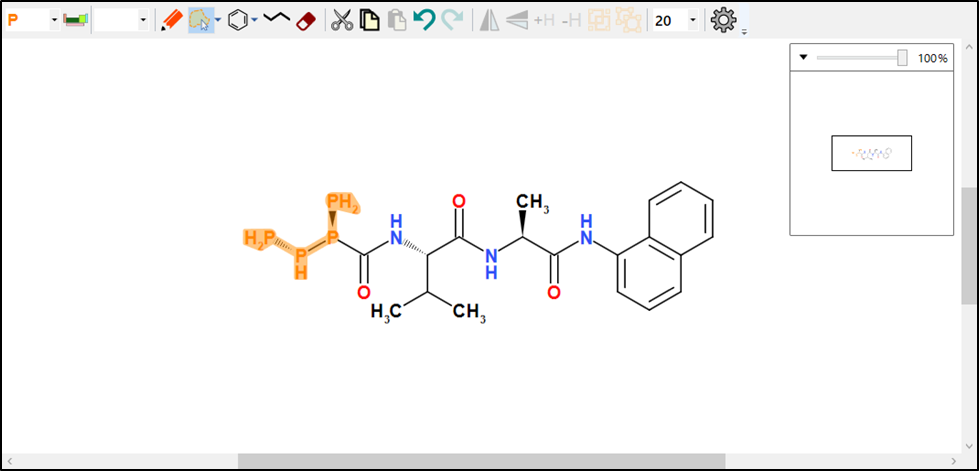 P +H -H 20
100%
PH2 CH3
H O H
H2P P N N
P N
H H
O O
H3C CH3